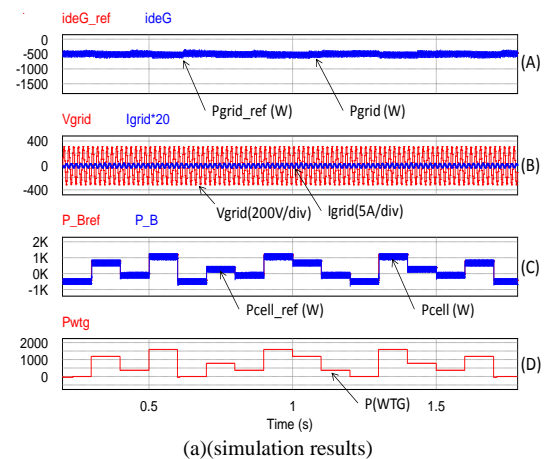 ideG_ref ideG
0
-500
-1000
-1500
Pgrid_ref (W) Pgrid (W)
(A)
Vgrid Igrid*20
400
0
-400
Vgrid(200V/div) Igrid(5A/div)
(B)
P_Bref P_B
2K
1K
0K
-1K
Pcell_ref (W) Pcell (W)
(C)
Pwtg
2000
1000
0
P(WTG)
(D)
0.5 1 1.5
Time (s)
(a)(simulation results)